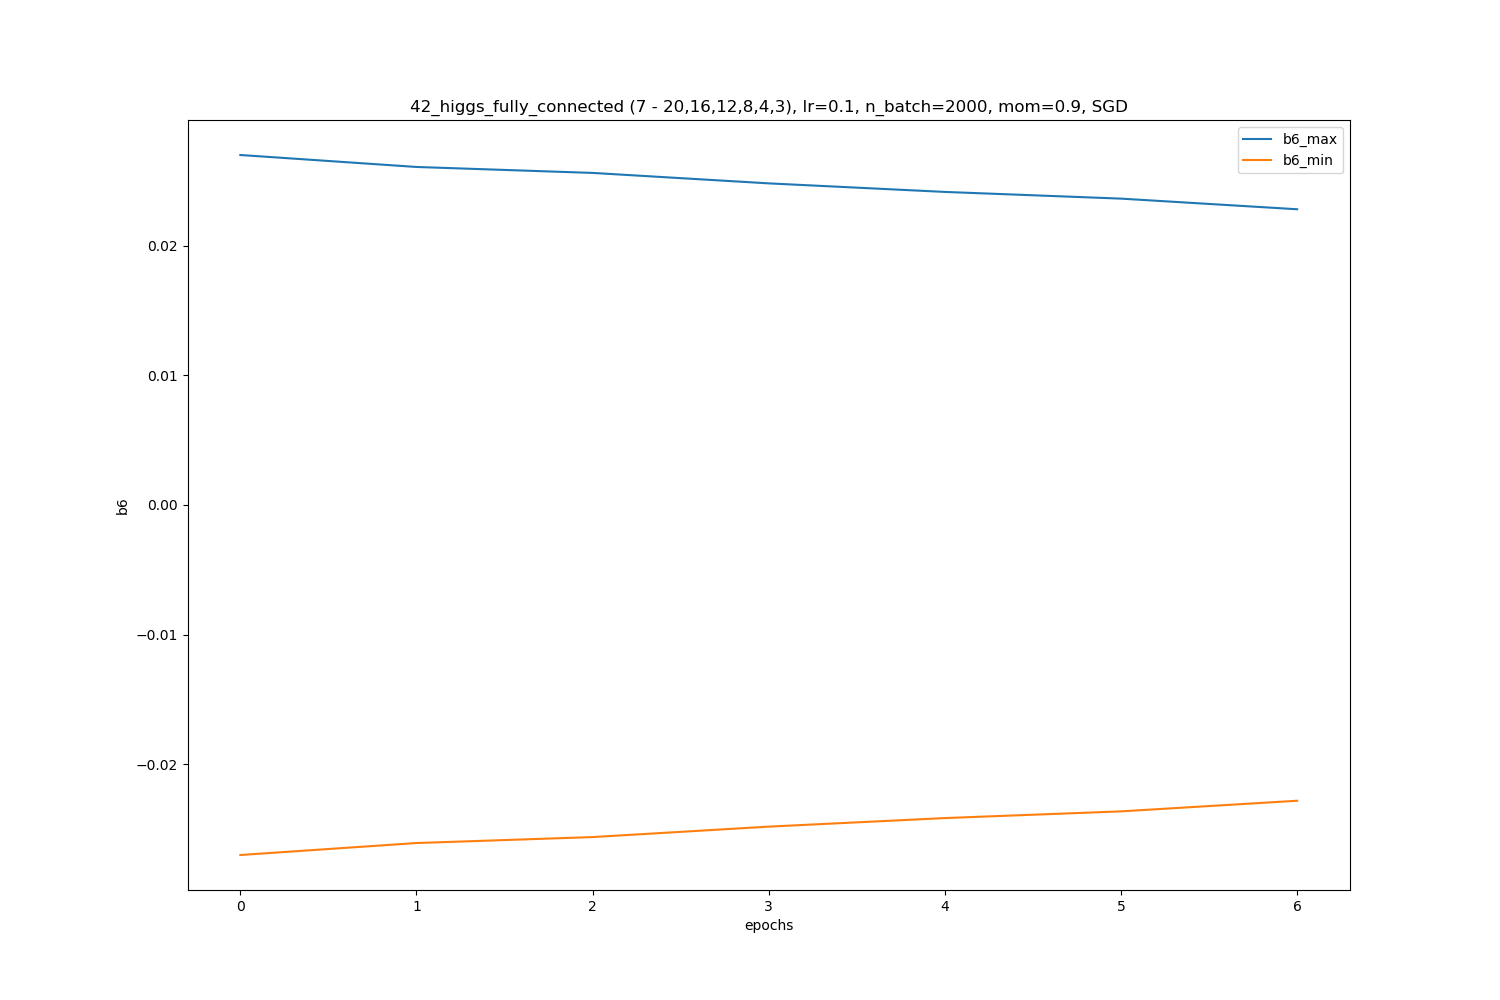 42_higgs_fully_connected (7 - 20,16,12,8,4,3), lr=0.1, n_batch=2000, mom=0.9, SGD
b6_max
b6_min
0.02
0.01
0.00
−0.01
−0.02
b6
0 1 2 3 4 5 6
epochs